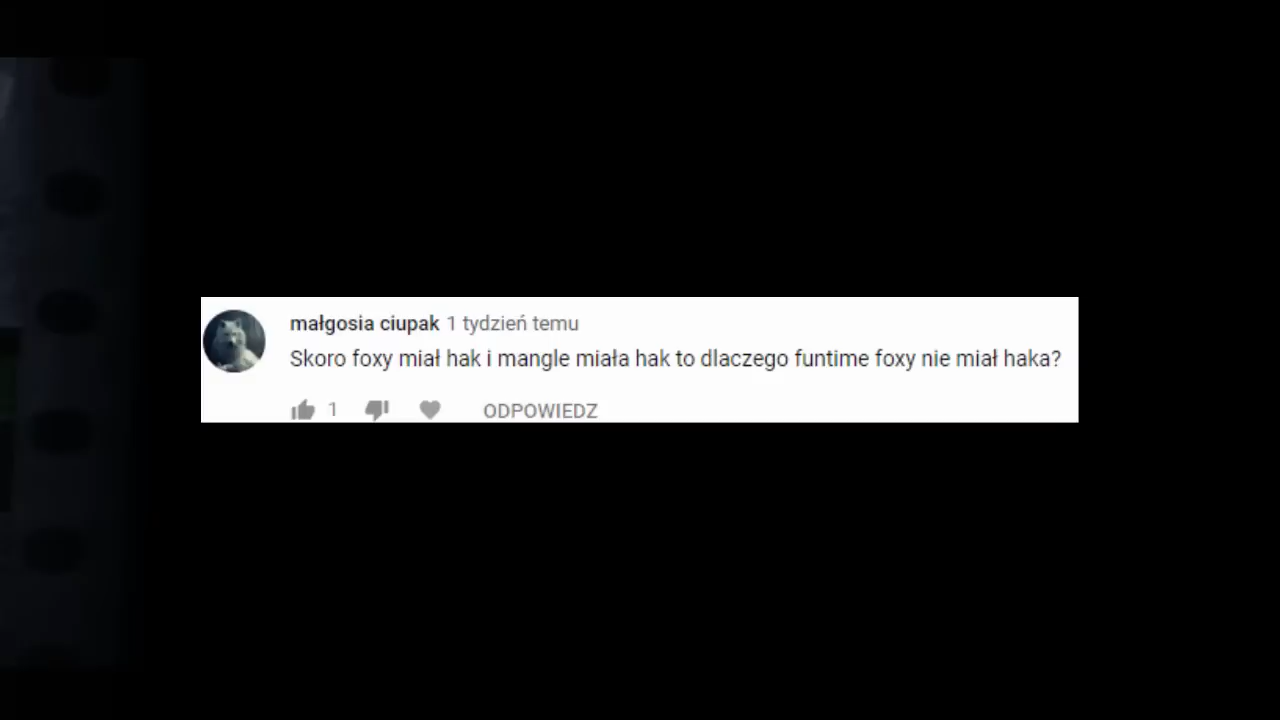 małgosia ciupak 1 tydzień temu
Skoro foxy miał hak i mangle miała hak to dlaczego funtime foxy nie miał haka?
1 ODPOWIEDZ